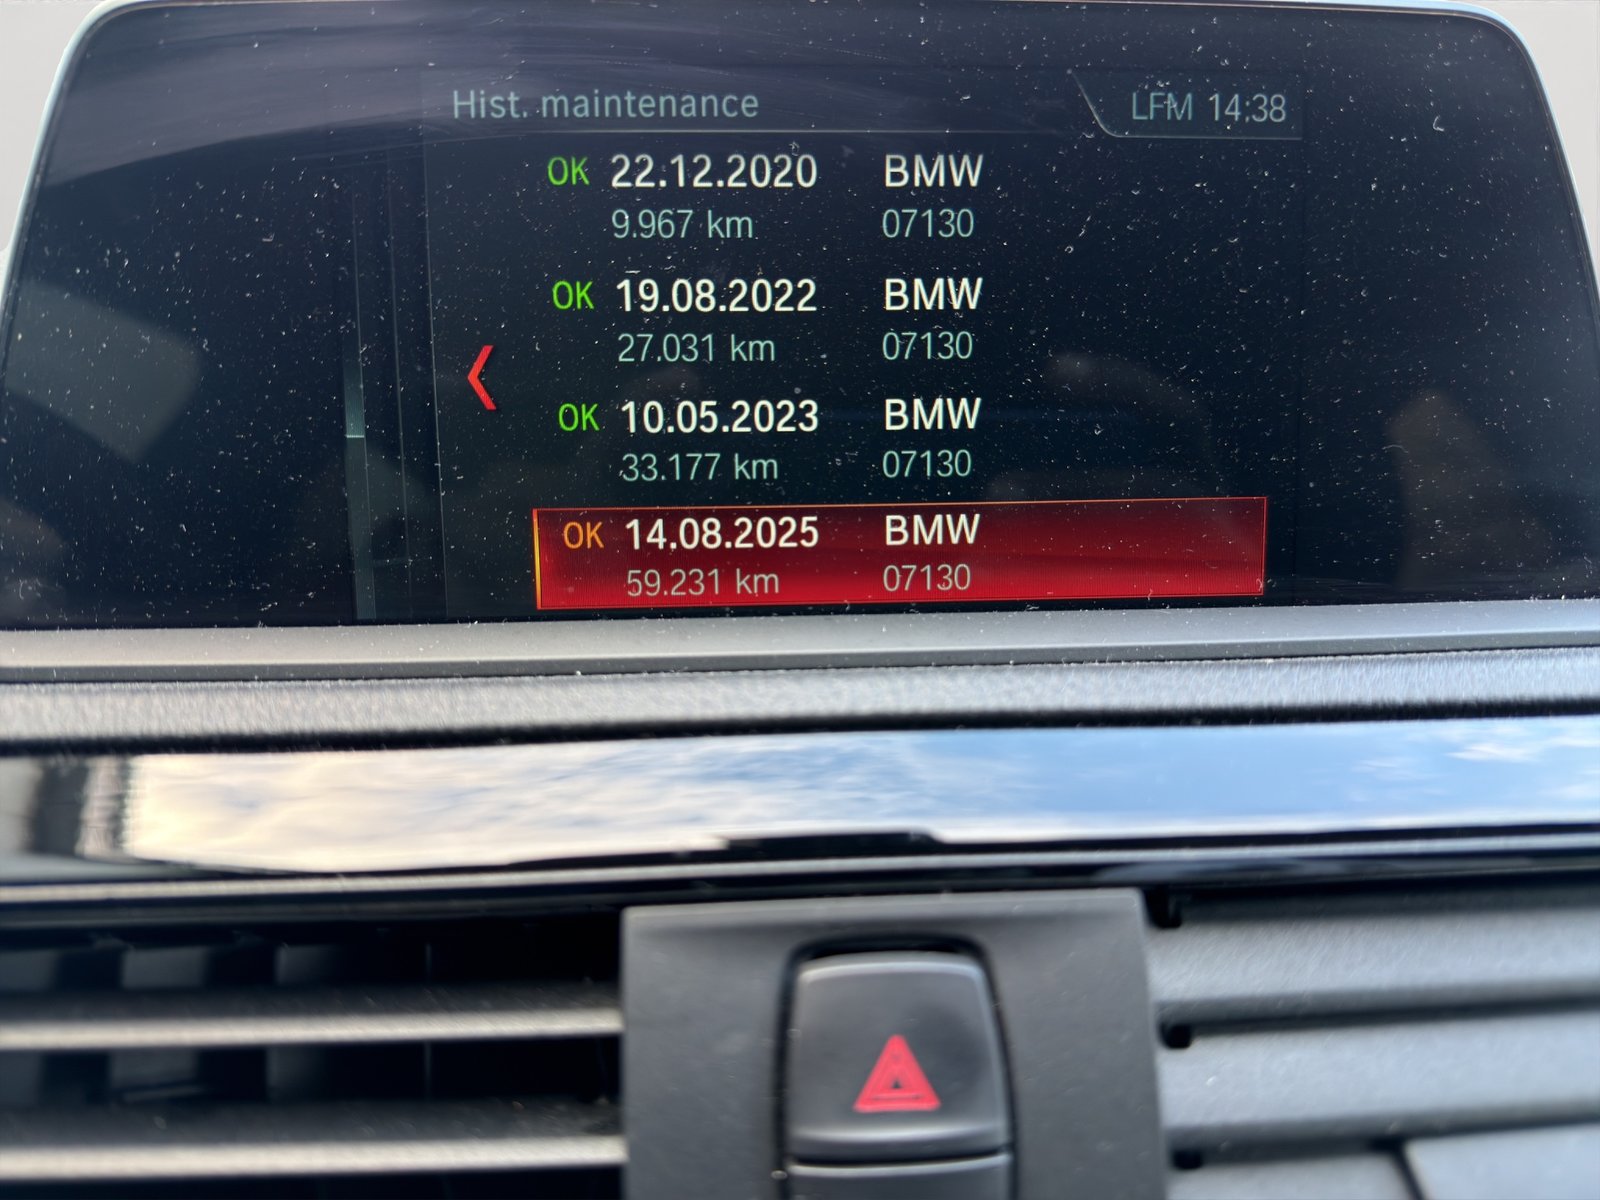 Hist. maintenance LFM 14:38
OK 22.12.2020 BMW
9.967 km 07130
OK 19.08.2022 BMW
27.031 km 07130
OK 10.05.2023 BMW
33.177 km 07130
OK 14.08.2025 BMW
59.231 km 07130